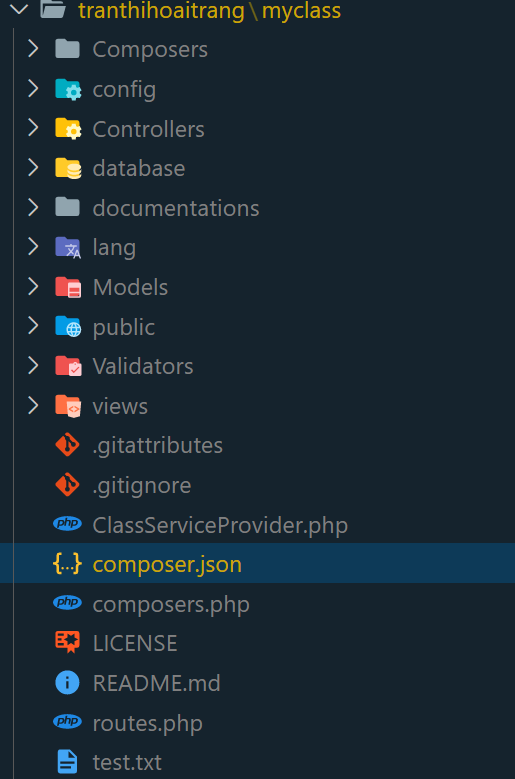 tranthihoaitrang\myclass
Composers
config
Controllers
database
documentations
lang
Models
public
Validators
views
.gitattributes
.gitignore
php ClassServiceProvider.php
{..} composer.json
php composers.php
LICENSE
README.md
php routes.php
test.txt